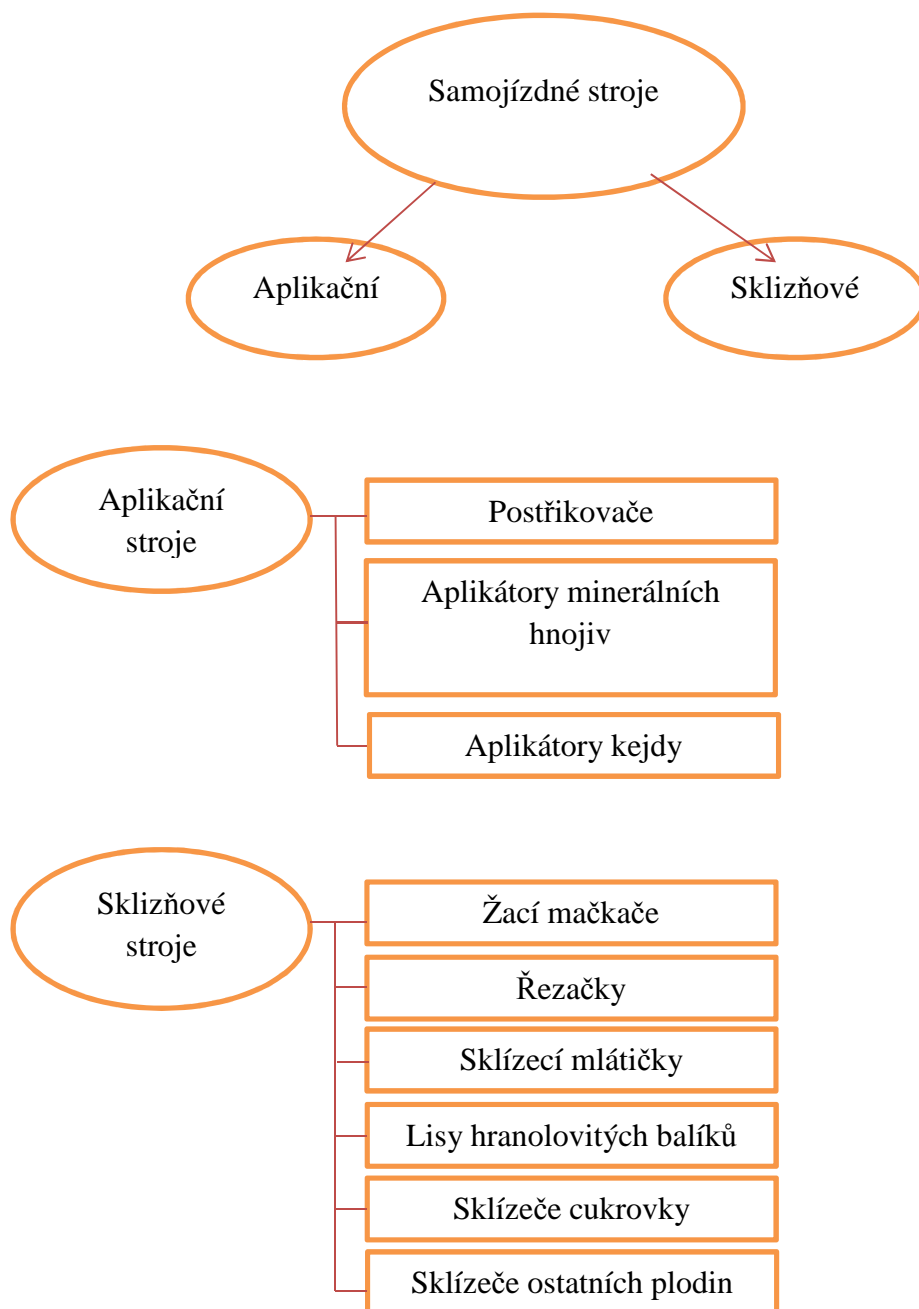 Samojízdné stroje
Aplikační
Sklizňové
Aplikační
stroje
Postřikovače
Aplikátory minerálních
hnojiv
Aplikátory kejdy
Sklizňové
stroje
Žací mačkače
Řezačky
Sklízecí mlátičky
Lisy hranolovitých balíků
Sklízeče cukrovky
Sklízeče ostatních plodin